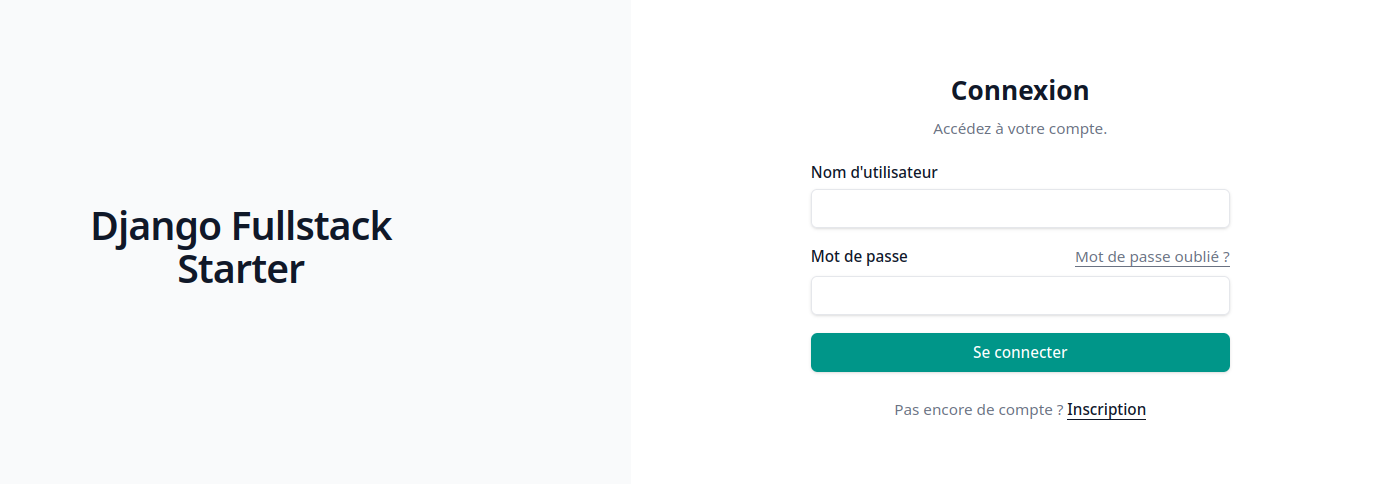 Django Fullstack
Starter
Connexion
Accédez à votre compte.
Nom d'utilisateur
Mot de passe
Mot de passe oublié ?
Se connecter
Pas encore de compte ? Inscription